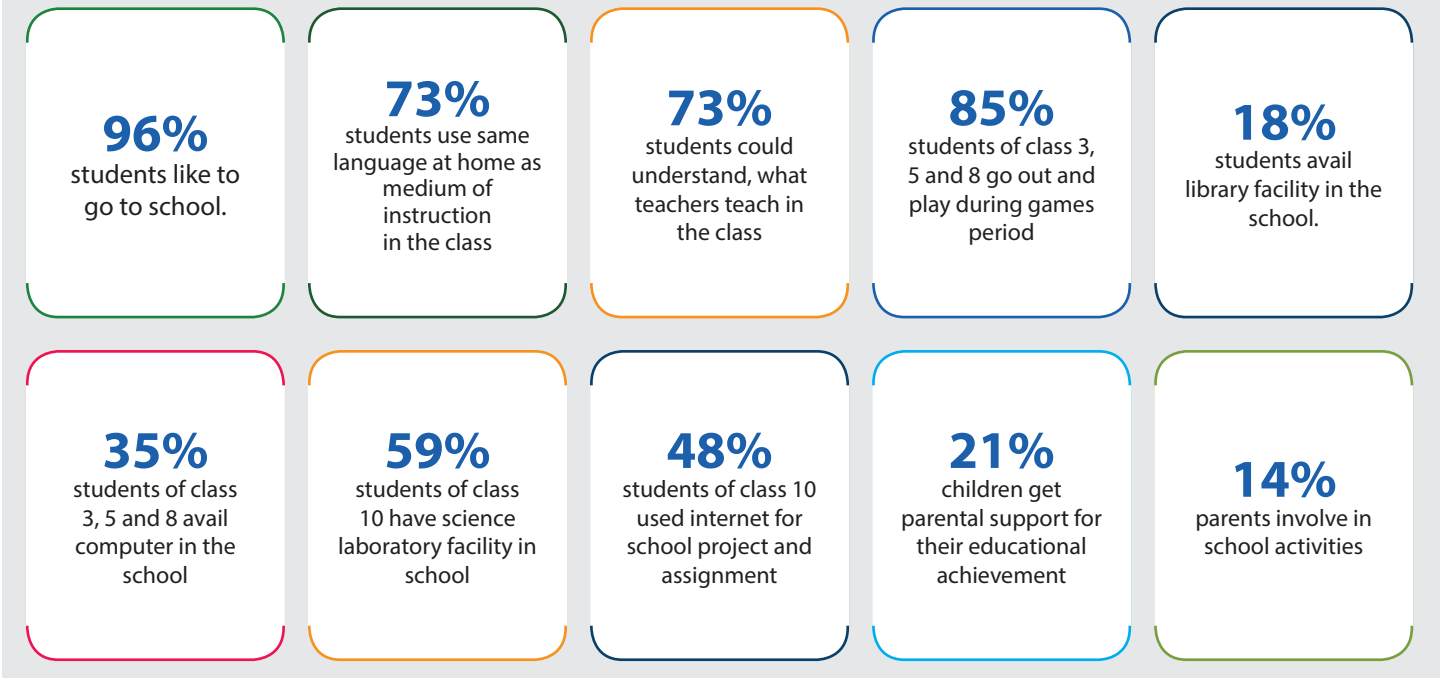 96%
students like to
go to school.
73%
students use same
language at home as
medium of
instruction
in the class
73%
students could
understand, what
teachers teach in
the class
85%
students of class 3,
5 and 8 go out and
play during games
period
18%
students avail
library facility in the
school.
35%
students of class
3, 5 and 8 avail
computer in the
school
59%
students of class
10 have science
laboratory facility in
school
48%
students of class 10
used internet for
school project and
assignment
21%
children get
parental support for
their educational
achievement
14%
parents involve in
school activities